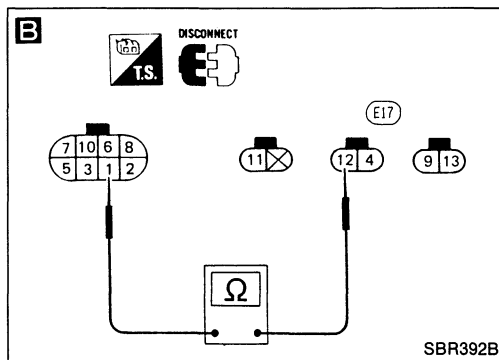 B
DISCONNECT
T.S.
E17
7 10 6 8
5 3 1 2
11
12 4
9 13
Ω
SBR392B